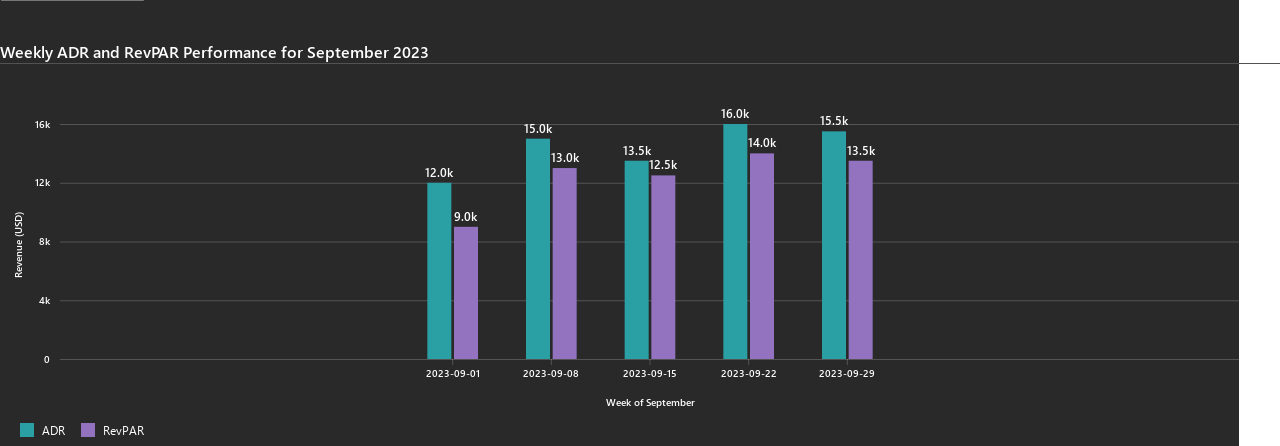 Weekly ADR and RevPAR Performance for September 2023
16.0k
15.5k
15.0k
14.0k
13.5k
13.5k
13.0k
12.5k
12.0k
9.0k
16k
12k
8k
4k
0
Revenue (USD)
2023-09-01 2023-09-08 2023-09-15 2023-09-22 2023-09-29
Week of September
ADR RevPAR